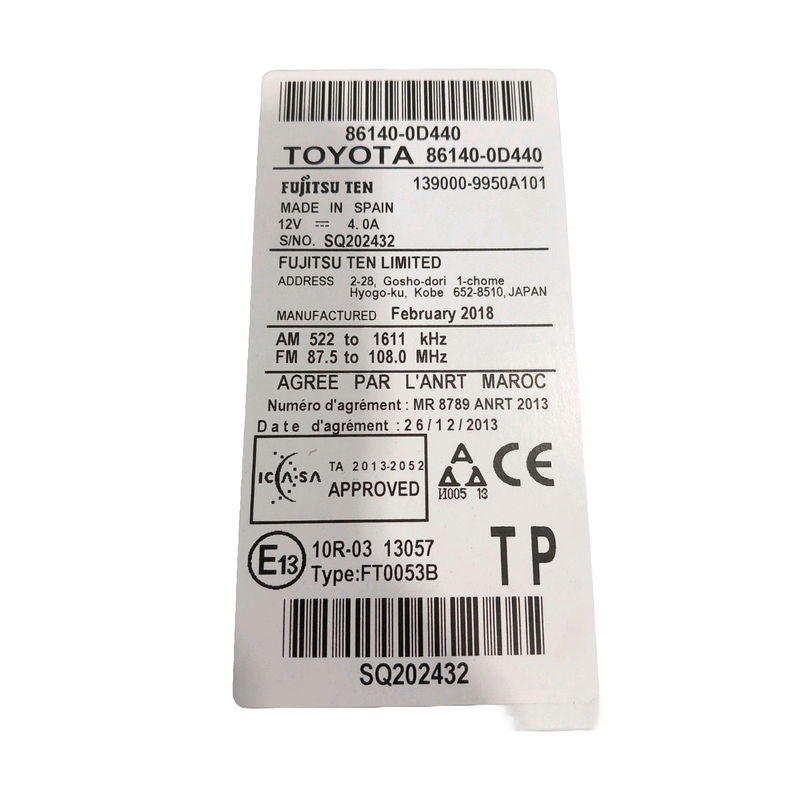 86140-0D440
TOYOTA 86140-0D440
FUJITSU TEN 139000-9950A101
MADE IN SPAIN
12V ⎓ 4.0A
S/NO. SQ202432
FUJITSU TEN LIMITED
ADDRESS 2-28, Gosho-dori 1-chome
Hyogo-ku, Kobe 652-8510, JAPAN
MANUFACTURED February 2018
AM 522 to 1611 kHz
FM 87.5 to 108.0 MHz
AGREE PAR L'ANRT MAROC
Numéro d'agrément : MR 8789 ANRT 2013
Date d'agrément : 26/12/2013
ICASA TA 2013-2052
APPROVED
A
A A CE
И005 13
E13 10R-03 13057
Type:FT0053B
TP
SQ202432